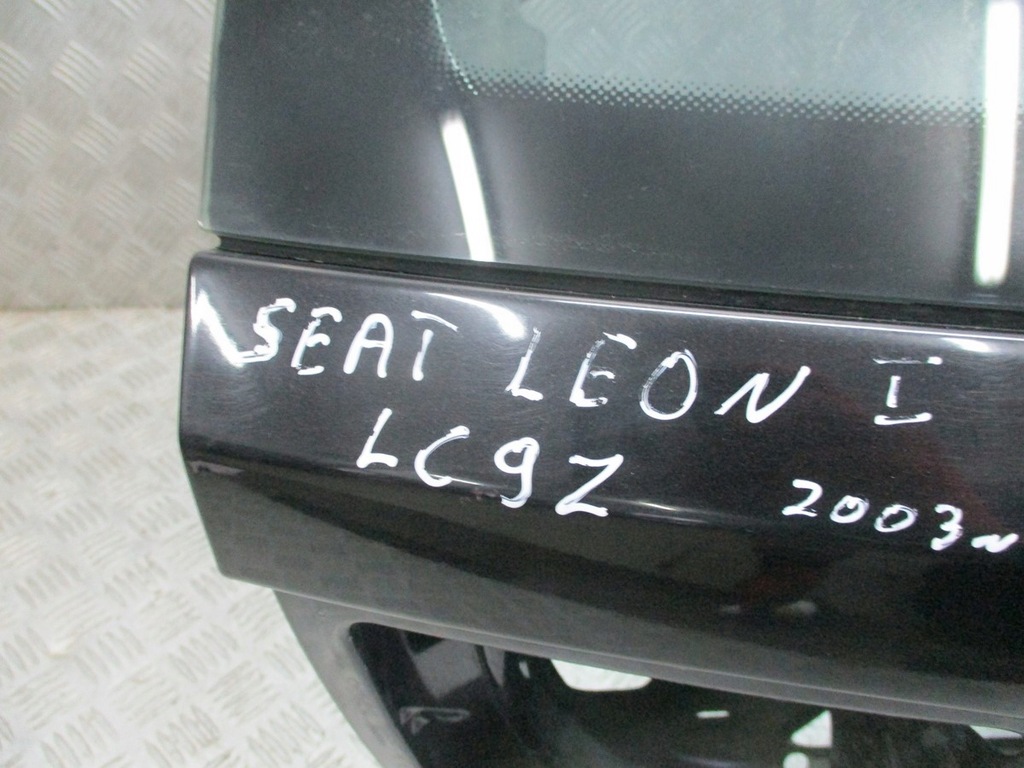 SEAT LEON I
LC9Z 2003r